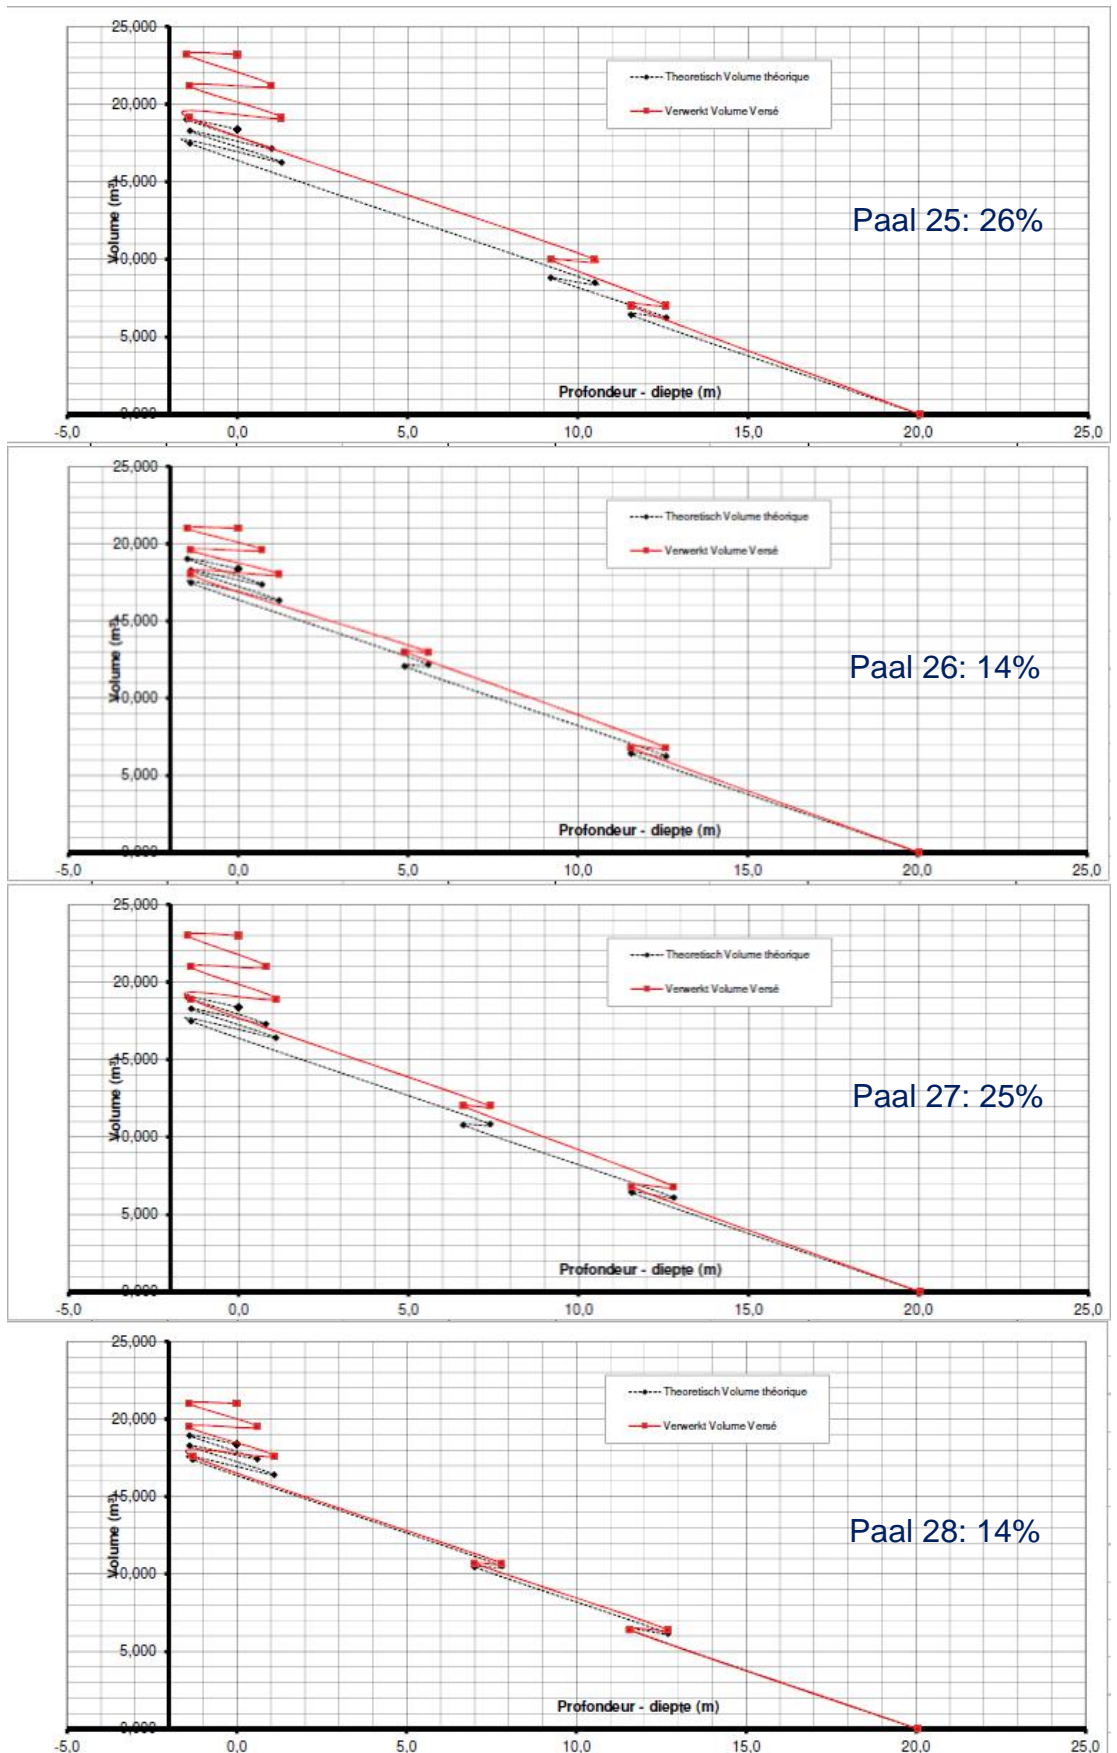 25,000
Theoretisch Volume théorique
20,000
Verwerkt Volume Versé
15,000
Volume (m³)
Paal 25: 26%
10,000
5,000
Profondeur - diepte (m)
0,000
-5,0 0,0 5,0 10,0 15,0 20,0 25,0
25,000
Theoretisch Volume théorique
20,000
Verwerkt Volume Versé
15,000
Volume (m³)
Paal 26: 14%
10,000
5,000
Profondeur - diepte (m)
0,000
-5,0 0,0 5,0 10,0 15,0 20,0 25,0
25,000
Theoretisch Volume théorique
20,000
Verwerkt Volume Versé
15,000
Volume (m³)
Paal 27: 25%
10,000
5,000
Profondeur - diepte (m)
0,000
-5,0 0,0 5,0 10,0 15,0 20,0 25,0
25,000
Theoretisch Volume théorique
20,000
Verwerkt Volume Versé
15,000
Volume (m³)
Paal 28: 14%
10,000
5,000
Profondeur - diepte (m)
0,000
-5,0 0,0 5,0 10,0 15,0 20,0 25,0